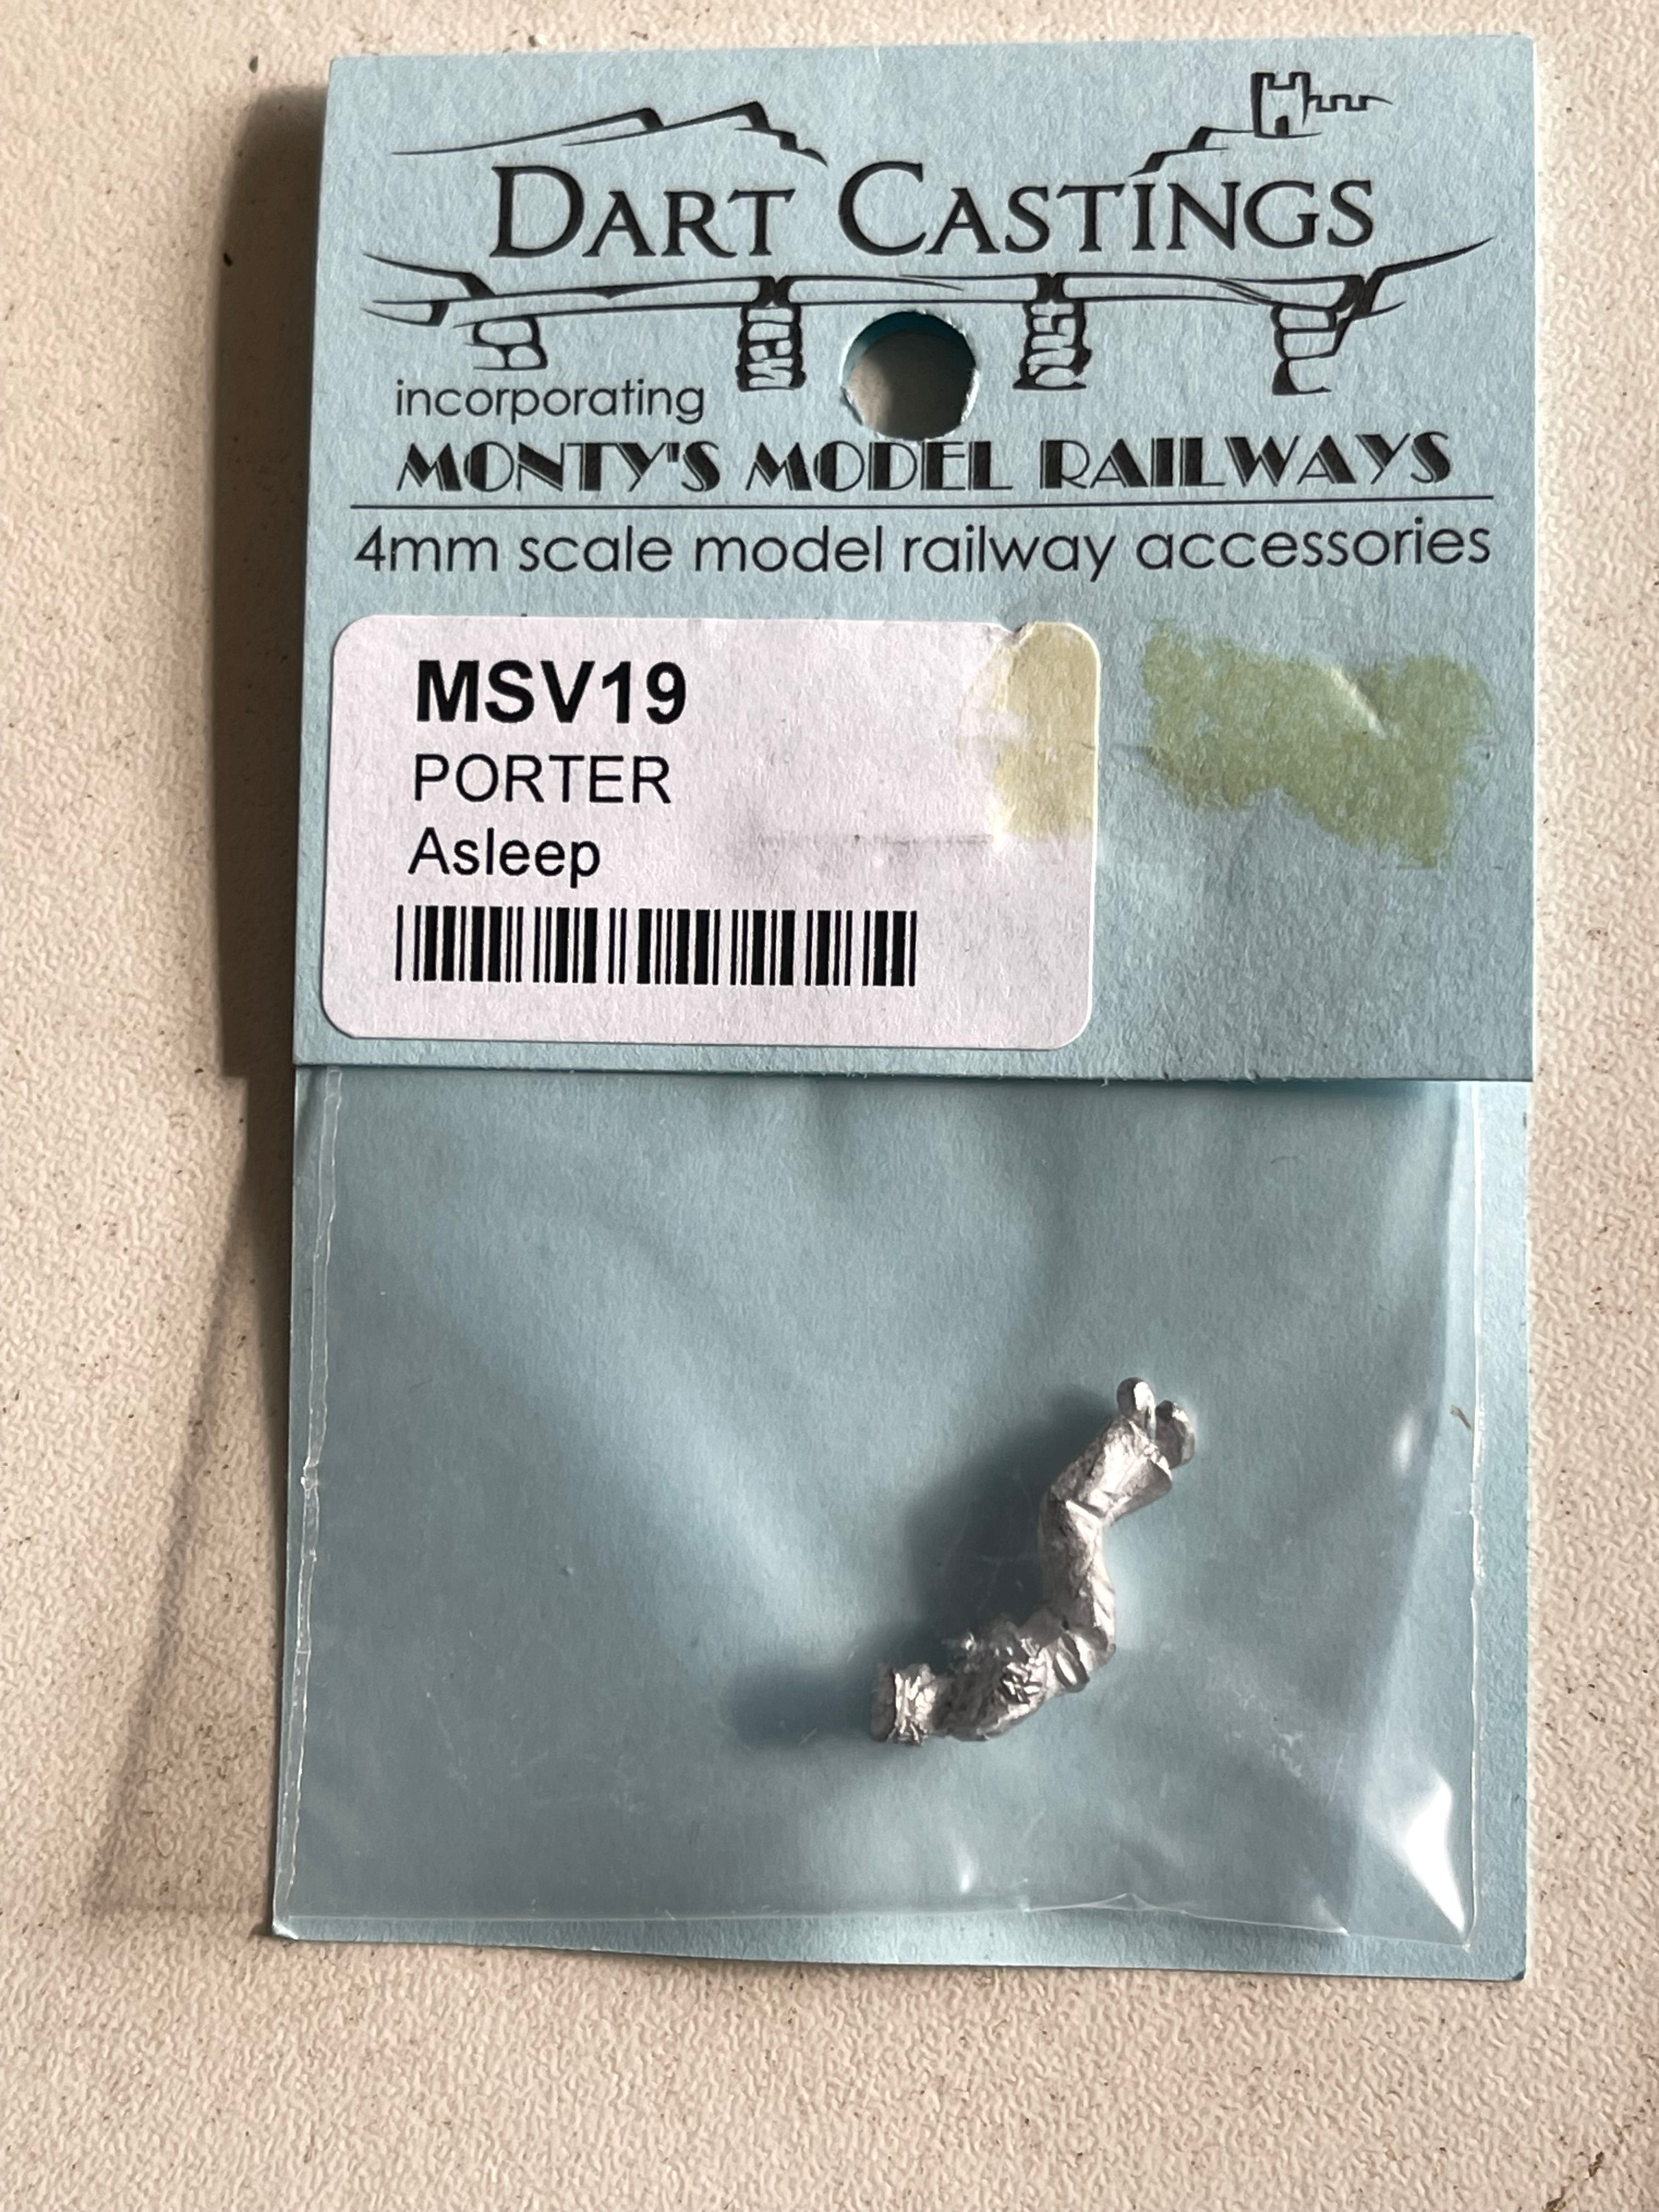 DART CASTINGS
incorporating
MONTY'S MODEL RAILWAYS
4mm scale model railway accessories
MSV19
PORTER
Asleep